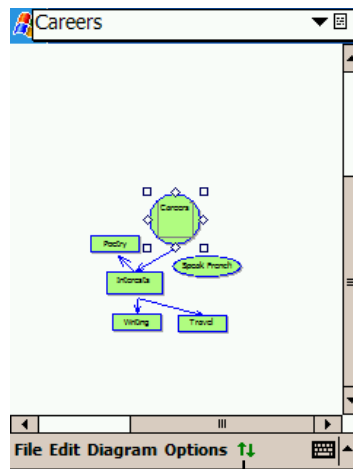 Careers
Careers
Poetry
Speak French
Interests
Writing
Travel
File Edit Diagram Options